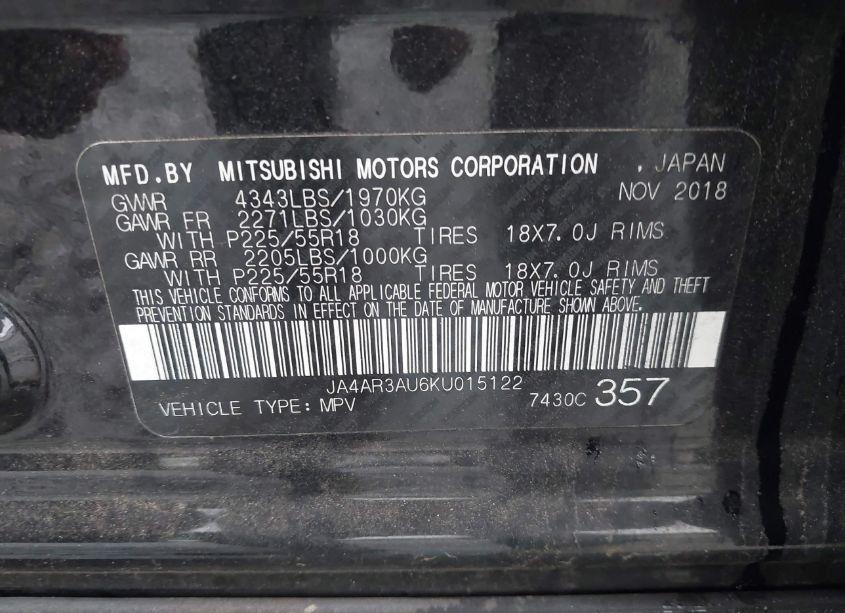 MFD.BY MITSUBISHI MOTORS CORPORATION , JAPAN
GVWR 4343LBS/1970KG NOV 2018
GAWR FR 2271LBS/1030KG
WITH P225/55R18 TIRES 18X7.0J RIMS
GAWR RR 2205LBS/1000KG
WITH P225/55R18 TIRES 18X7.0J RIMS
THIS VEHICLE CONFORMS TO ALL APPLICABLE FEDERAL MOTOR VEHICLE SAFETY AND THEFT
PREVENTION STANDARDS IN EFFECT ON THE DATE OF MANUFACTURE SHOWN ABOVE.
JA4AR3AU6KU015122
VEHICLE TYPE: MPV 7430C 357